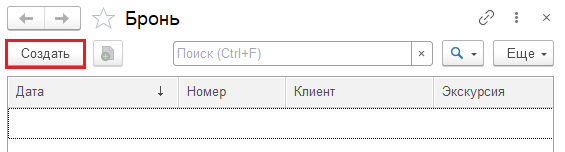 Бронь
Создать Поиск (Ctrl+F) × Еще
Дата ↓ Номер Клиент Экскурсия